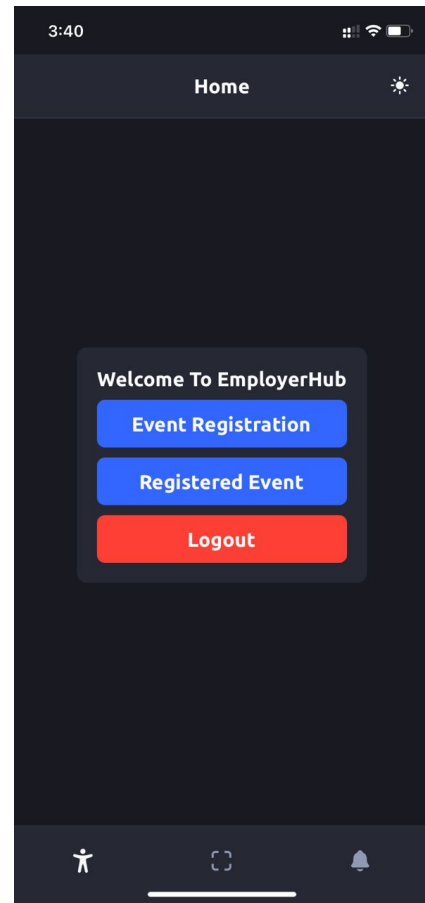 3:40
Home
Welcome To EmployerHub
Event Registration
Registered Event
Logout